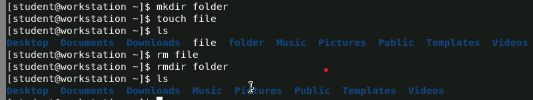 [student@workstation ~]$ mkdir folder
[student@workstation ~]$ touch file
[student@workstation ~]$ ls
Desktop Documents Downloads file folder Music Pictures Public Templates Videos
[student@workstation ~]$ rm file
[student@workstation ~]$ rmdir folder
[student@workstation ~]$ ls
Desktop Documents Downloads Music Pictures Public Templates Videos